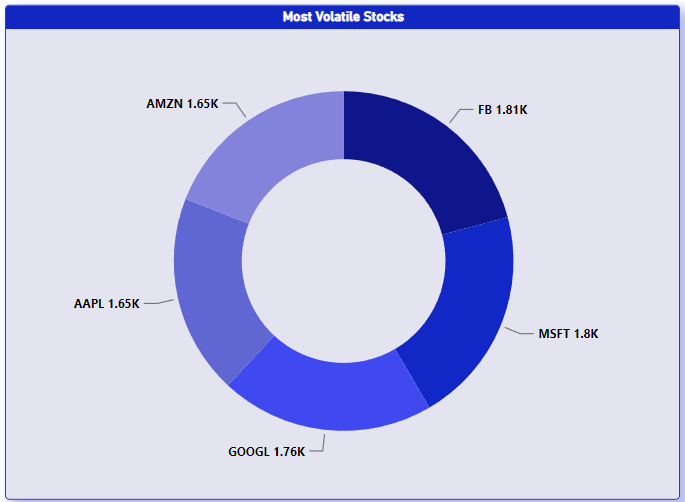 Most Volatile Stocks
AMZN 1.65K
FB 1.81K
AAPL 1.65K
MSFT 1.8K
GOOGL 1.76K